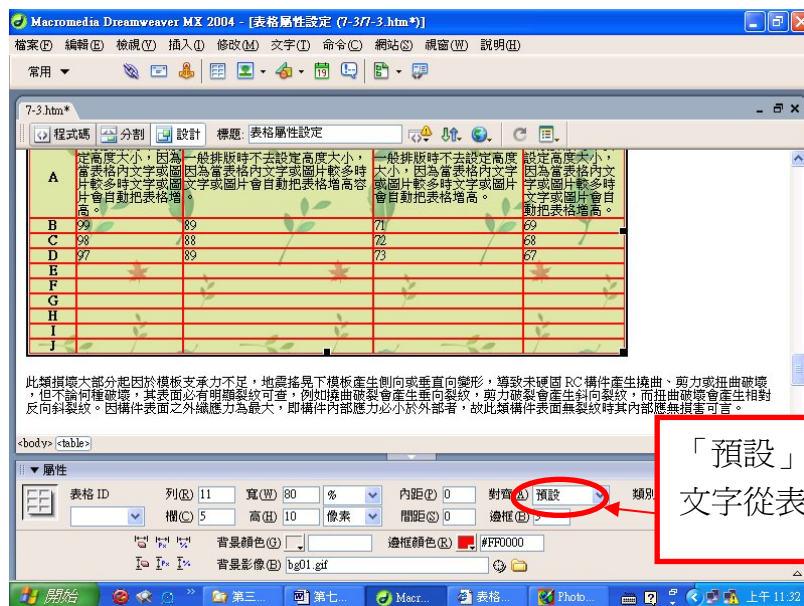 Macromedia Dreamweaver MX 2004 - [表格屬性設定 (7-3/7-3.htm*)]
檔案(F) 編輯(E) 檢視(V) 插入(I) 修改(M) 文字(T) 命令(C) 網站(S) 視窗(W) 說明(H)
常用
7-3.htm*
程式碼 分割 設計 標題: 表格屬性設定
A
定高度大小,因為當表格內文字或圖片較多時文字或圖片會自動把表格增高。
一般排版時不去設定高度大小,因為當表格內文字或圖片較多時文字或圖片會自動把表格增高容。
一般排版時不去設定高度大小,因為當表格內文字或圖片較多時文字或圖片會自動把表格增高。
設定高度大小,因為當表格內文字或圖片較多時文字或圖片會自動把表格增高。
B 99 89 71 69
C 98 88 72 68
D 97 89 73 67
E
F
G
H
I
J
此類損壞大部分起因於模板支承力不足,地震搖晃下模板產生側向或垂直向變形,導致未硬固 RC 構件產生撓曲、剪力或扭曲破壞
,但不論何種破壞,其表面必有明顯裂紋可查,例如撓曲破裂會產生垂向裂紋,剪力破裂會產生斜向裂紋,而扭曲破壞會產生相對
反向斜裂紋。因構件表面之外纖應力為最大,即構件內部應力必小於外部者,故此類構件表面無裂紋時其內部應無損害可言。
<body> <table>
「預設」
文字從表
屬性
表格 ID 列(R) 11 寬(W) 80 % 內距(P) 0 對齊(A) 預設 類別
欄(C) 5 高(H) 10 像素 間距(S) 0 邊框(B) 3
背景顏色(G) 邊框顏色(R) #FF0000
背景影像(B) bg01.gif
開始 第三... 第七... Macr... 表格... Photo... 上午 11:32